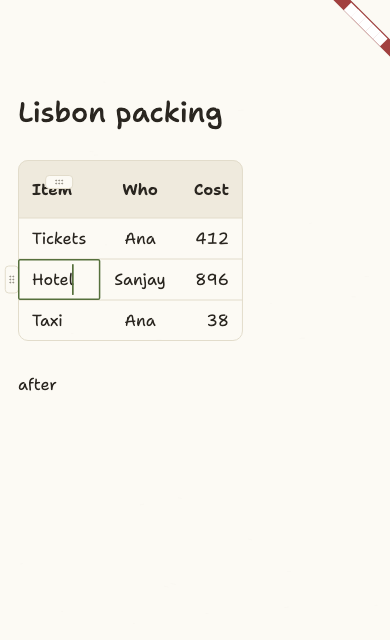 Lisbon packing
Item Who Cost
Tickets Ana 412
Hotel Sanjay 896
Taxi Ana 38
after